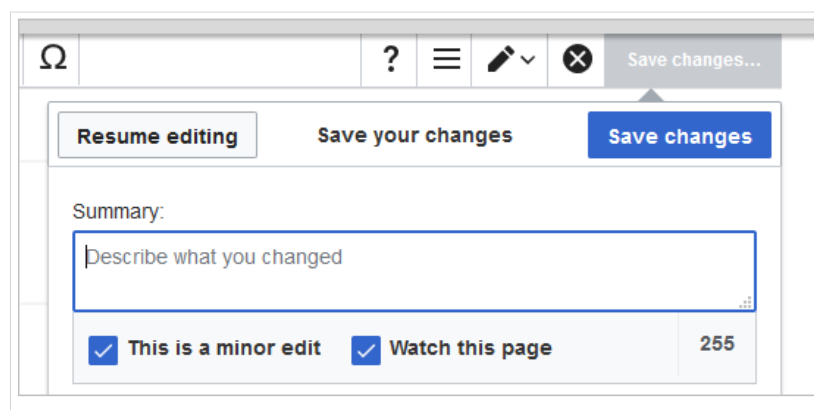 Ω ? Save changes...
Resume editing Save your changes Save changes
Summary:
Describe what you changed
This is a minor edit Watch this page 255